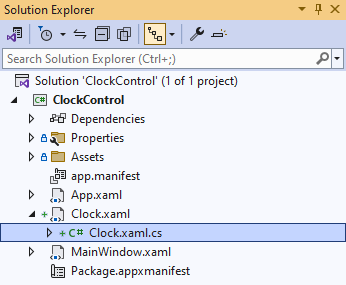 Solution Explorer
Search Solution Explorer (Ctrl+;)
Solution 'ClockControl' (1 of 1 project)
C# ClockControl
Dependencies
Properties
Assets
app.manifest
App.xaml
+ Clock.xaml
+ C# Clock.xaml.cs
MainWindow.xaml
Package.appxmanifest